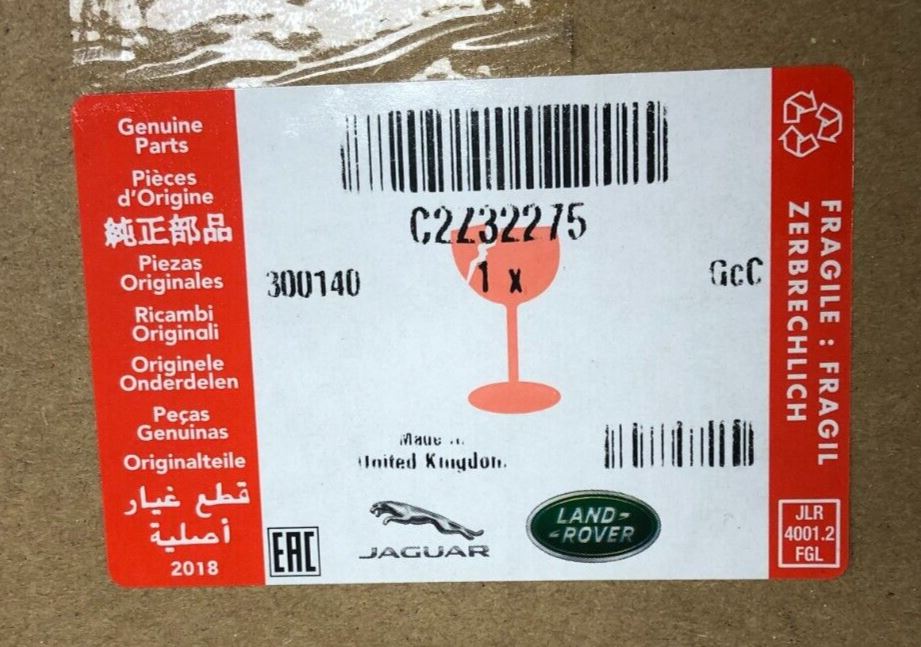 Genuine
Parts
Pièces
d'Origine
純正部品
Piezas
Originales
Ricambi
Originali
Originele
Onderdelen
Peças
Genuinas
Originalteile
قطع غيار
أصلية
2018
C2Z32275
300140
1 x
GcC
Made in
United Kingdom
EAC
JAGUAR
LAND-
-ROVER
FRAGILE : FRAGIL
ZERBRECHLICH
JLR
4001.2
FGL